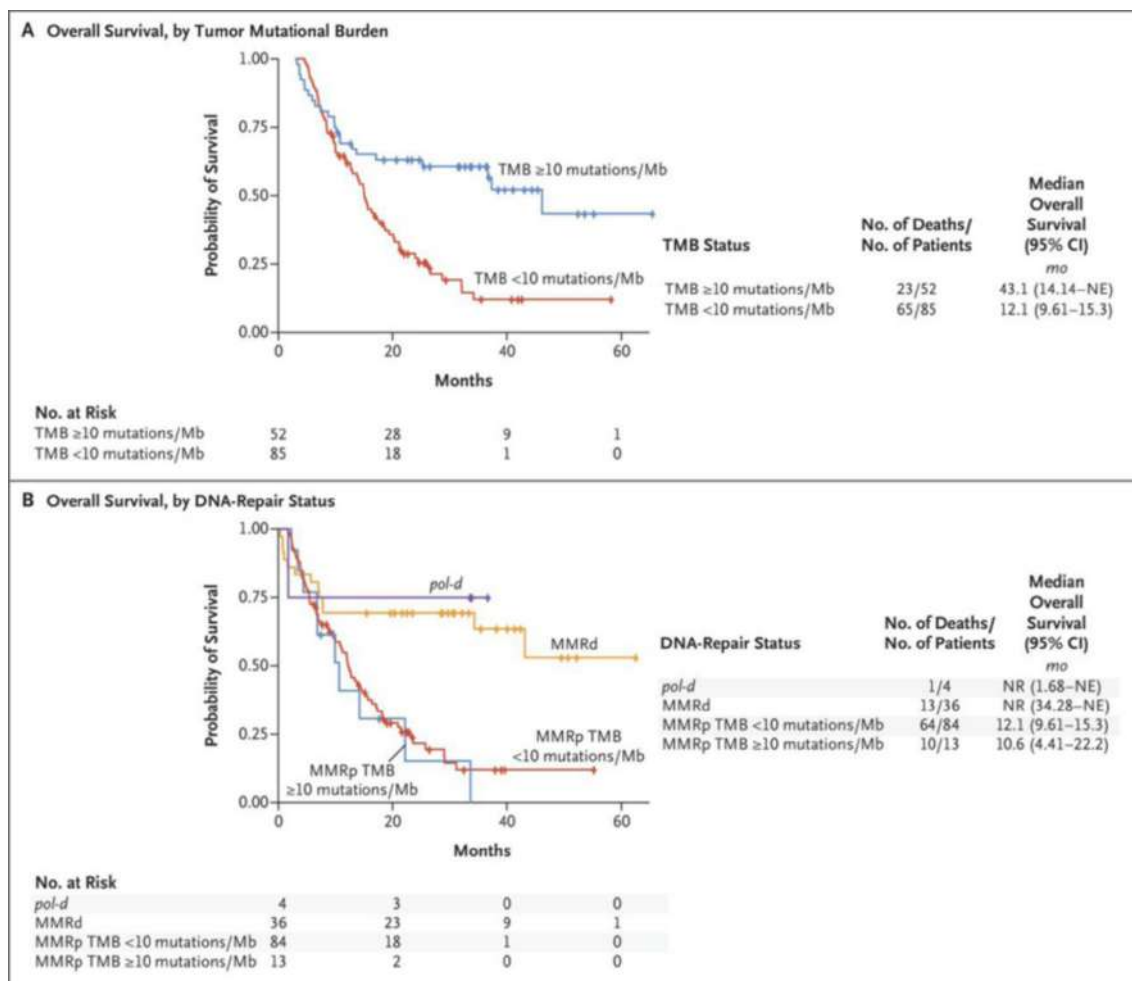 A Overall Survival, by Tumor Mutational Burden
1.00
0.75
0.50
0.25
0.00
Probability of Survival
TMB ≥10 mutations/Mb
TMB <10 mutations/Mb
0 20 40 60
Months
TMB Status No. of Deaths/ No. of Patients Median Overall Survival (95% CI)
mo
TMB ≥10 mutations/Mb 23/52 43.1 (14.14–NE)
TMB <10 mutations/Mb 65/85 12.1 (9.61–15.3)
No. at Risk
TMB ≥10 mutations/Mb 52 28 9 1
TMB <10 mutations/Mb 85 18 1 0
B Overall Survival, by DNA-Repair Status
1.00
0.75
0.50
0.25
0.00
Probability of Survival
pol-d
MMRd
MMRp TMB
<10 mutations/Mb
MMRp TMB
≥10 mutations/Mb
0 20 40 60
Months
DNA-Repair Status No. of Deaths/ No. of Patients Median Overall Survival (95% CI)
mo
pol-d 1/4 NR (1.68–NE)
MMRd 13/36 NR (34.28–NE)
MMRp TMB <10 mutations/Mb 64/84 12.1 (9.61–15.3)
MMRp TMB ≥10 mutations/Mb 10/13 10.6 (4.41–22.2)
No. at Risk
pol-d 4 3 0 0
MMRd 36 23 9 1
MMRp TMB <10 mutations/Mb 84 18 1 0
MMRp TMB ≥10 mutations/Mb 13 2 0 0